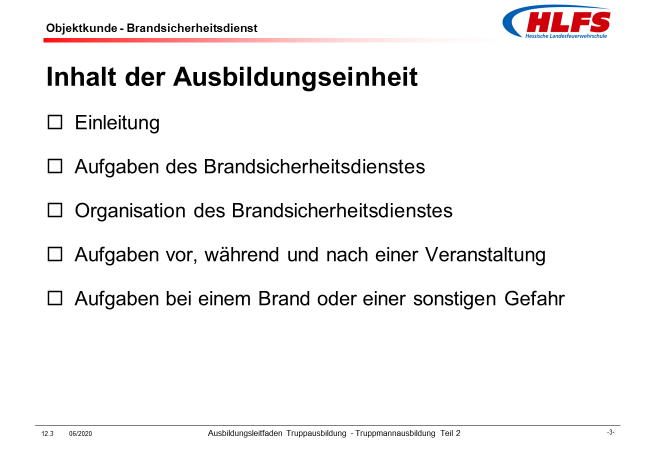 Objektkunde - Brandsicherheitsdienst
HLFS
Hessische Landesfeuerwehrschule
Inhalt der Ausbildungseinheit
☐ Einleitung
☐ Aufgaben des Brandsicherheitsdienstes
☐ Organisation des Brandsicherheitsdienstes
☐ Aufgaben vor, während und nach einer Veranstaltung
☐ Aufgaben bei einem Brand oder einer sonstigen Gefahr
12.3 06/2020 Ausbildungsleitfaden Truppausbildung - Truppmannausbildung Teil 2 -3-